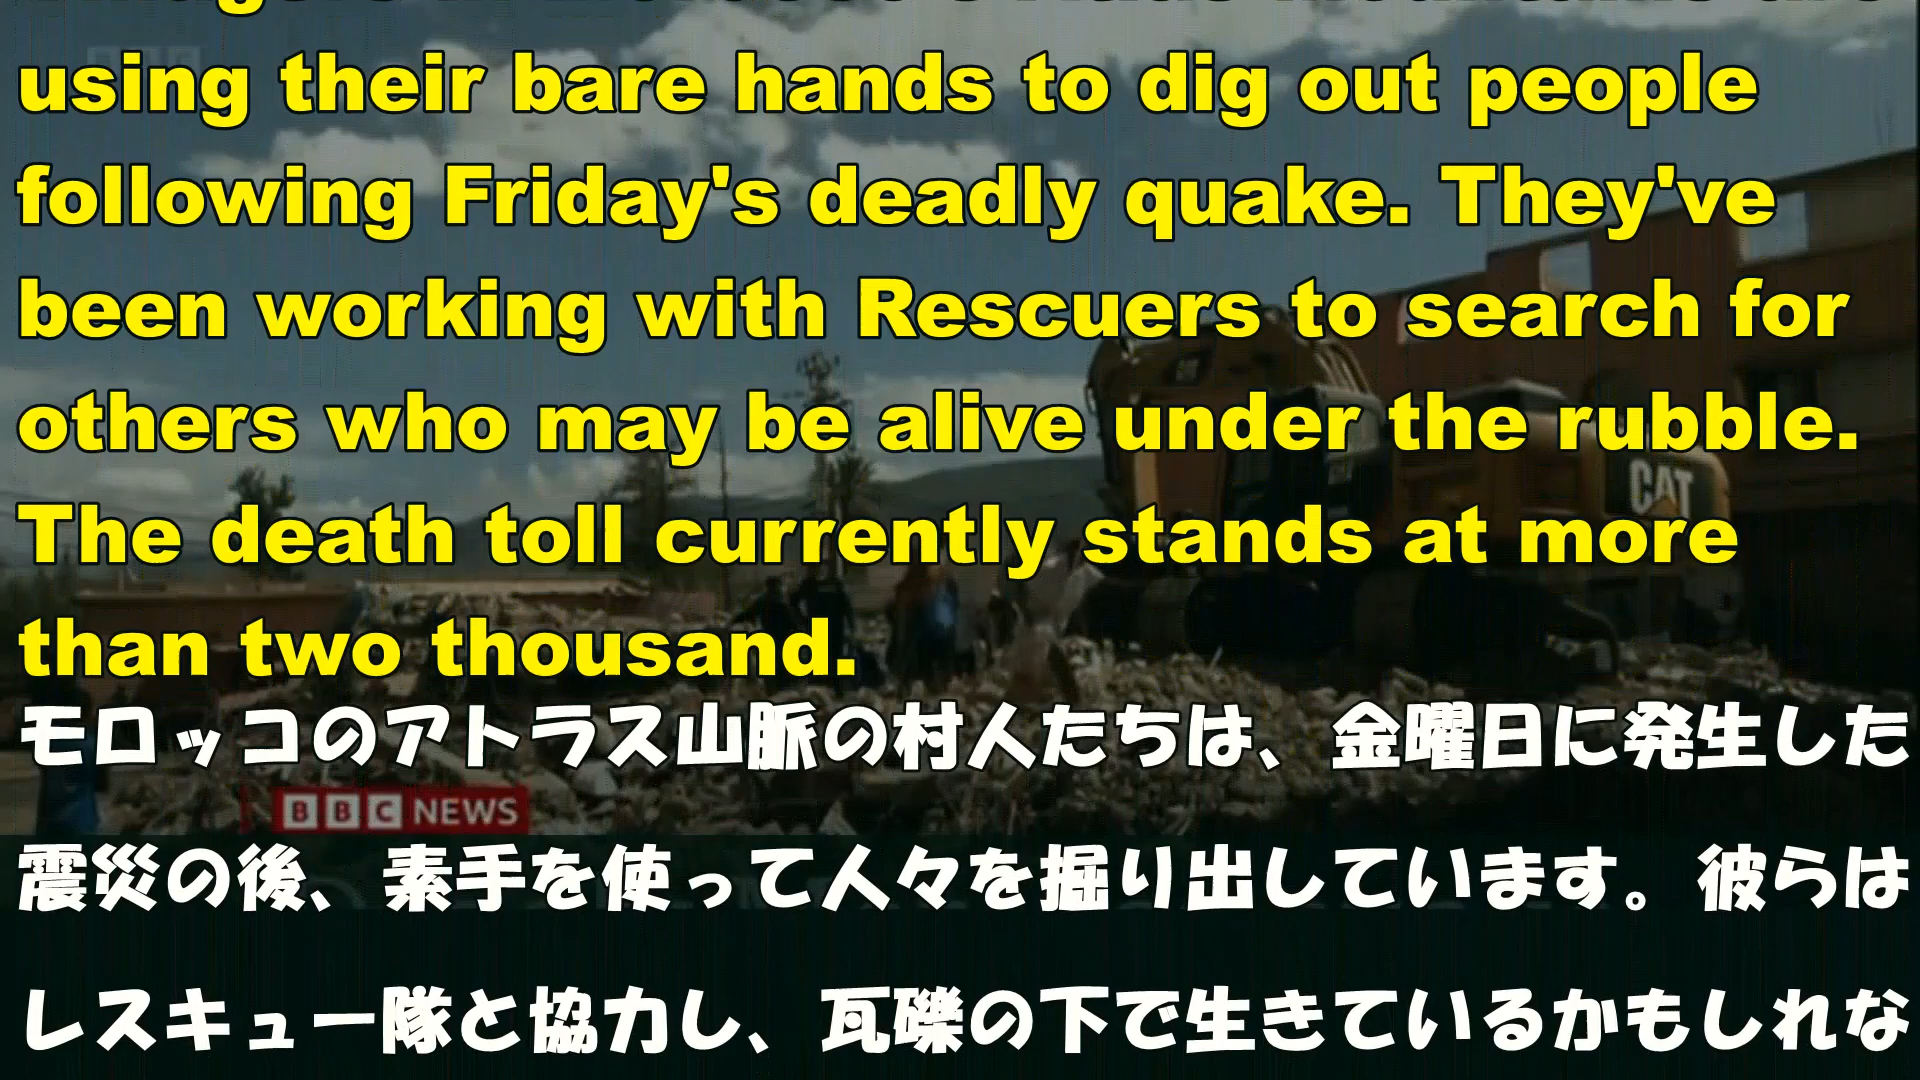 using their bare hands to dig out people
following Friday's deadly quake. They've
been working with Rescuers to search for
others who may be alive under the rubble.
CAT
The death toll currently stands at more
than two thousand.
モロッコのアトラス山脈の村人たちは、金曜日に発生した
BBC NEWS
震災の後、素手を使って人々を掘り出しています。彼らは
レスキュー隊と協力し、瓦礫の下で生きているかもしれな